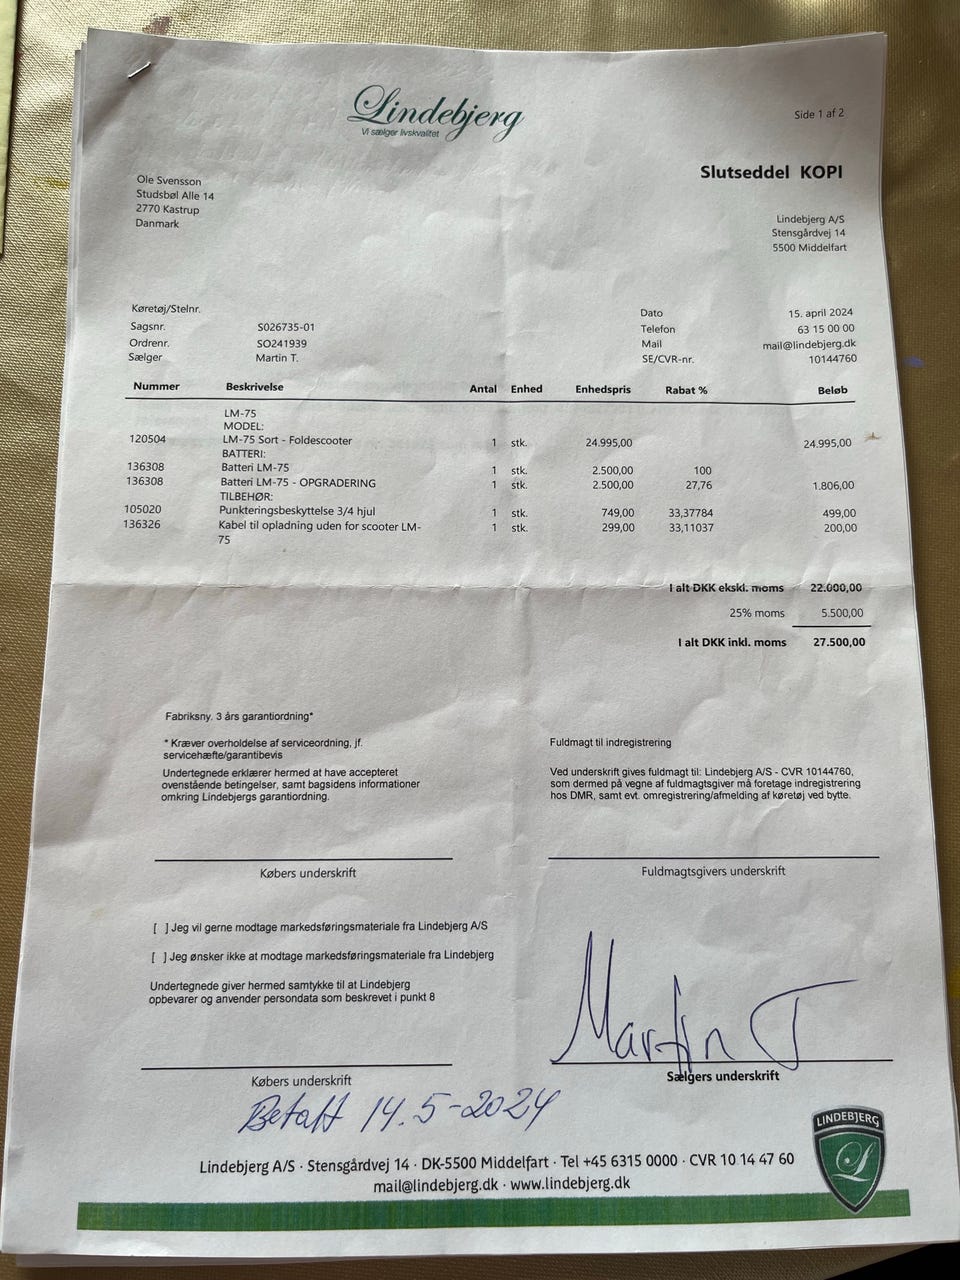 Lindebjerg
Vi sælger livskvalitet
Side 1 af 2
Slutseddel KOPI
Ole Svensson
Studsbøl Alle 14
2770 Kastrup
Danmark
Lindebjerg A/S
Stensgårdvej 14
5500 Middelfart
Køretøj/Stelnr.
Sagsnr. S026735-01
Ordrenr. SO241939
Sælger Martin T.
Dato 15. april 2024
Telefon 63 15 00 00
Mail mail@lindebjerg.dk
SE/CVR-nr. 10144760
Nummer Beskrivelse Antal Enhed Enhedspris Rabat % Beløb
LM-75
MODEL:
120504 LM-75 Sort - Foldescooter 1 stk. 24.995,00 24.995,00
BATTERI:
136308 Batteri LM-75 1 stk. 2.500,00 100
136308 Batteri LM-75 - OPGRADERING 1 stk. 2.500,00 27,76 1.806,00
TILBEHØR:
105020 Punkteringsbeskyttelse 3/4 hjul 1 stk. 749,00 33,37784 499,00
136326 Kabel til opladning uden for scooter LM- 1 stk. 299,00 33,11037 200,00
75
I alt DKK ekskl. moms 22.000,00
25% moms 5.500,00
I alt DKK inkl. moms 27.500,00
Fabriksny. 3 års garantiordning*
* Kræver overholdelse af serviceordning, jf.
servicehæfte/garantibevis
Undertegnede erklærer hermed at have accepteret
ovenstående betingelser, samt bagsidens informationer
omkring Lindebjergs garantiordning.
Fuldmagt til indregistrering
Ved underskrift gives fuldmagt til: Lindebjerg A/S - CVR 10144760,
som dermed på vegne af fuldmagtsgiver må foretage indregistrering
hos DMR, samt evt. omregistrering/afmelding af køretøj ved bytte.
Købers underskrift
Fuldmagtsgivers underskrift
[ ] Jeg vil gerne modtage markedsføringsmateriale fra Lindebjerg A/S
[ ] Jeg ønsker ikke at modtage markedsføringsmateriale fra Lindebjerg
Undertegnede giver hermed samtykke til at Lindebjerg
opbevarer og anvender persondata som beskrevet i punkt 8
Martin T
Købers underskrift
Sælgers underskrift
Betalt 14.5-2024
LINDEBJERG
L
Lindebjerg A/S · Stensgårdvej 14 · DK-5500 Middelfart · Tel +45 6315 0000 · CVR 10 14 47 60
mail@lindebjerg.dk · www.lindebjerg.dk